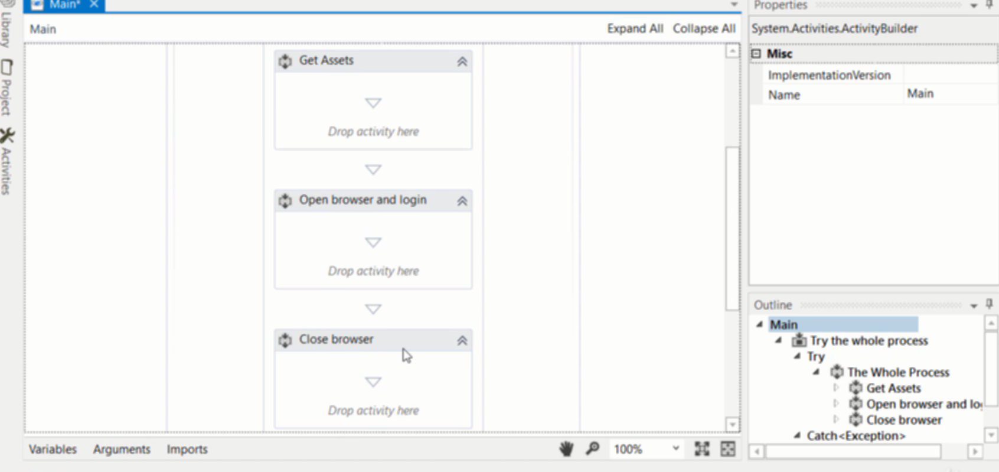 Main*
Main
Expand All Collapse All
Get Assets
Drop activity here
Open browser and login
Drop activity here
Close browser
Drop activity here
Variables Arguments Imports
100%
Library
Project
Activities
Properties
System.Activities.ActivityBuilder
Misc
ImplementationVersion
Name Main
Outline
Main
Try the whole process
Try
The Whole Process
Get Assets
Open browser and lo
Close browser
Catch<Exception>